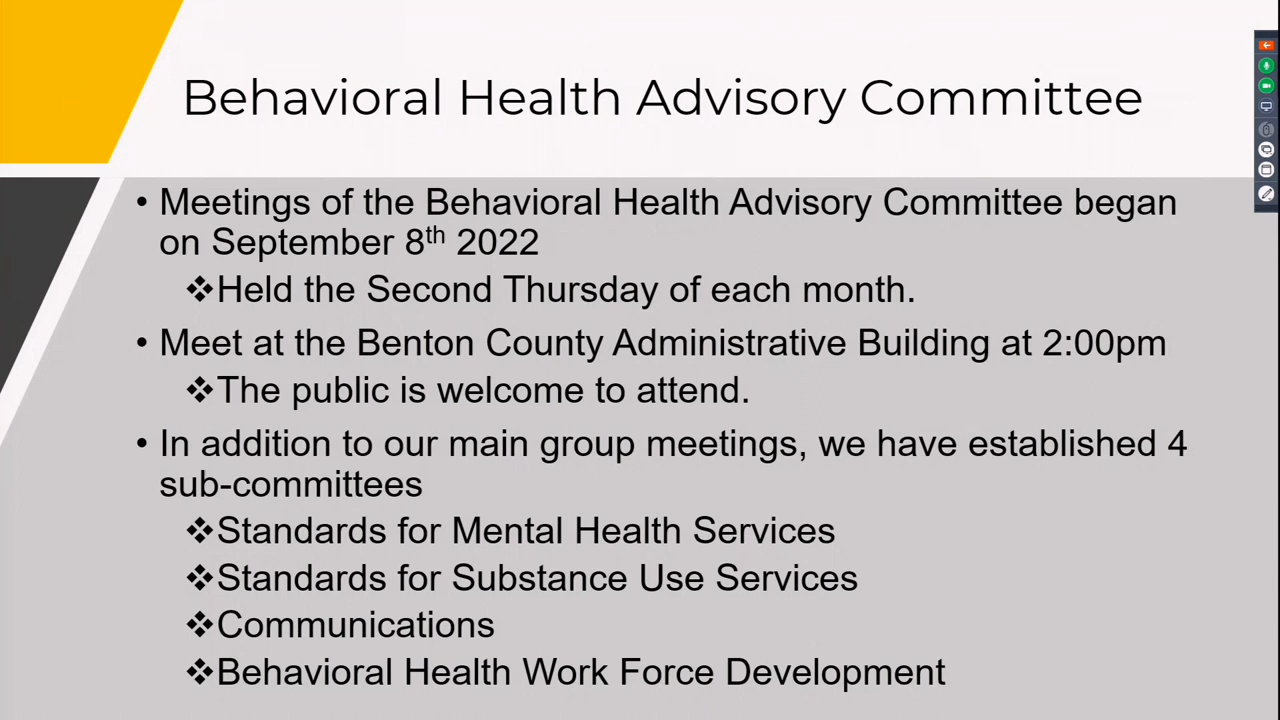 Behavioral Health Advisory Committee
• Meetings of the Behavioral Health Advisory Committee began
on September 8th 2022
❖Held the Second Thursday of each month.
• Meet at the Benton County Administrative Building at 2:00pm
❖The public is welcome to attend.
• In addition to our main group meetings, we have established 4
sub-committees
❖Standards for Mental Health Services
❖Standards for Substance Use Services
❖Communications
❖Behavioral Health Work Force Development